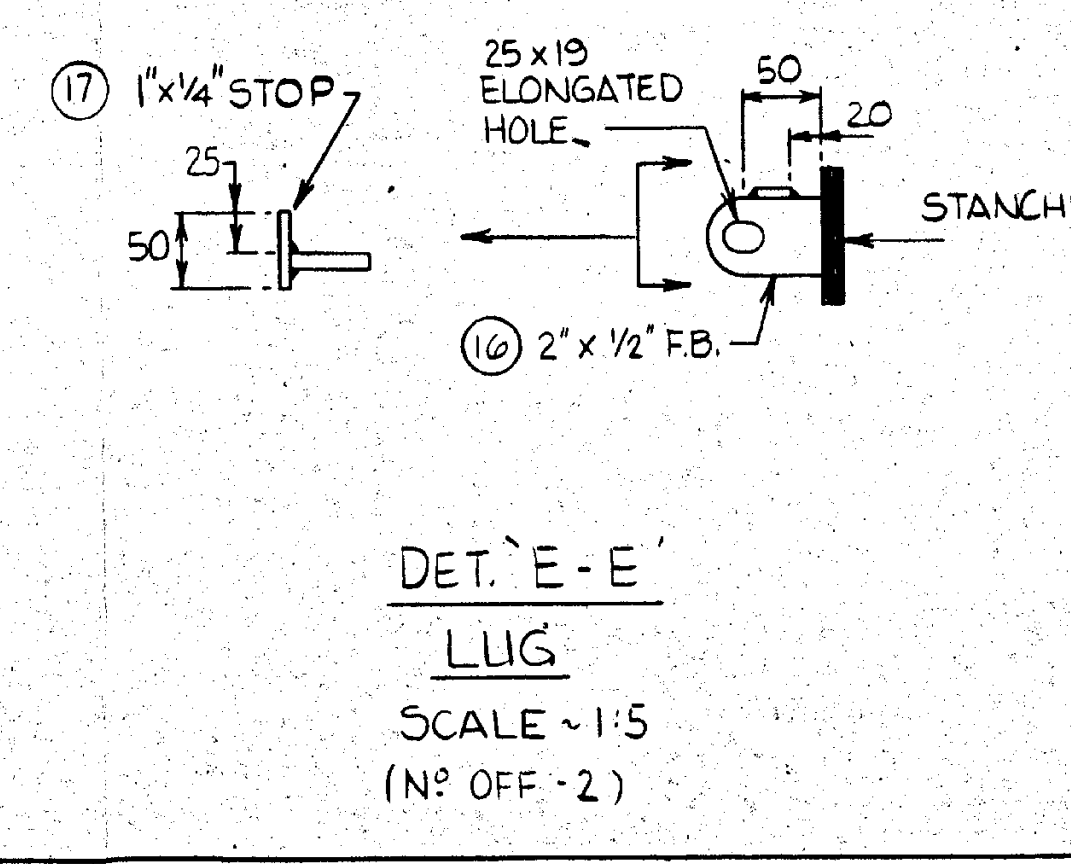 17 1"x1/4" STOP
25
50
25 x 19
ELONGATED
HOLE
50
20
STANCH
16 2" x 1/2" F.B.
DET. `E-E'
LUG
SCALE ~ 1:5
(Nº OFF - 2)